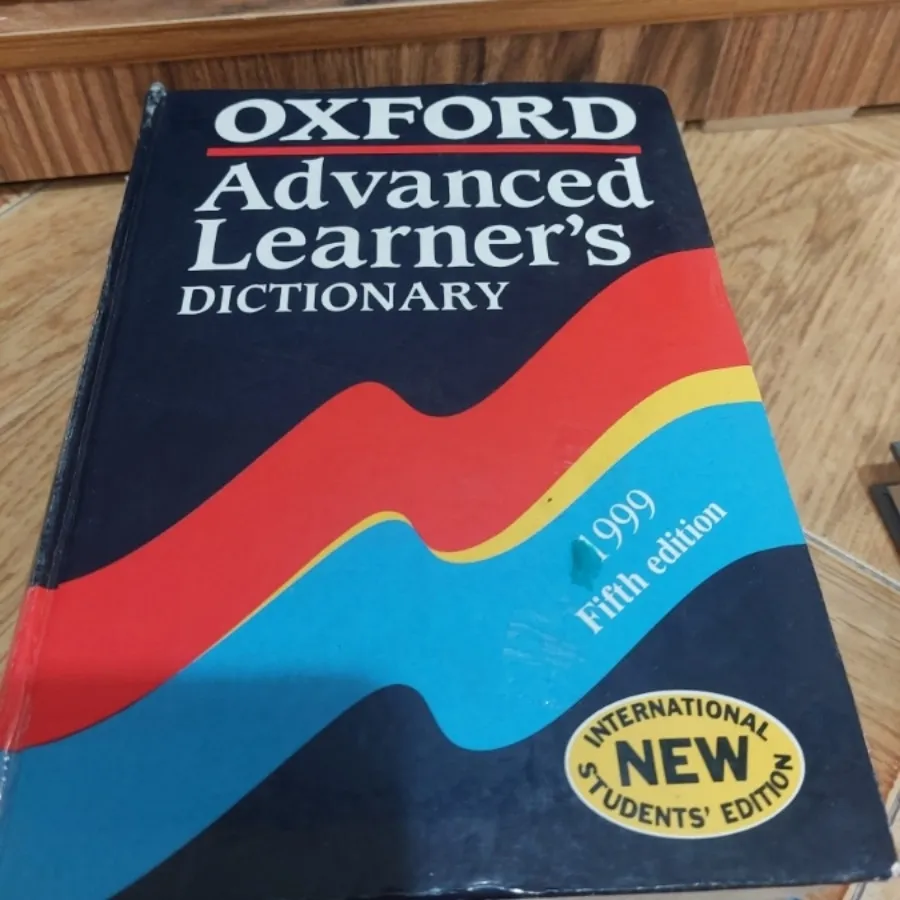 OXFORD
Advanced
Learner's
DICTIONARY
1999
Fifth edition
INTERNATIONAL
NEW
STUDENTS' EDITION